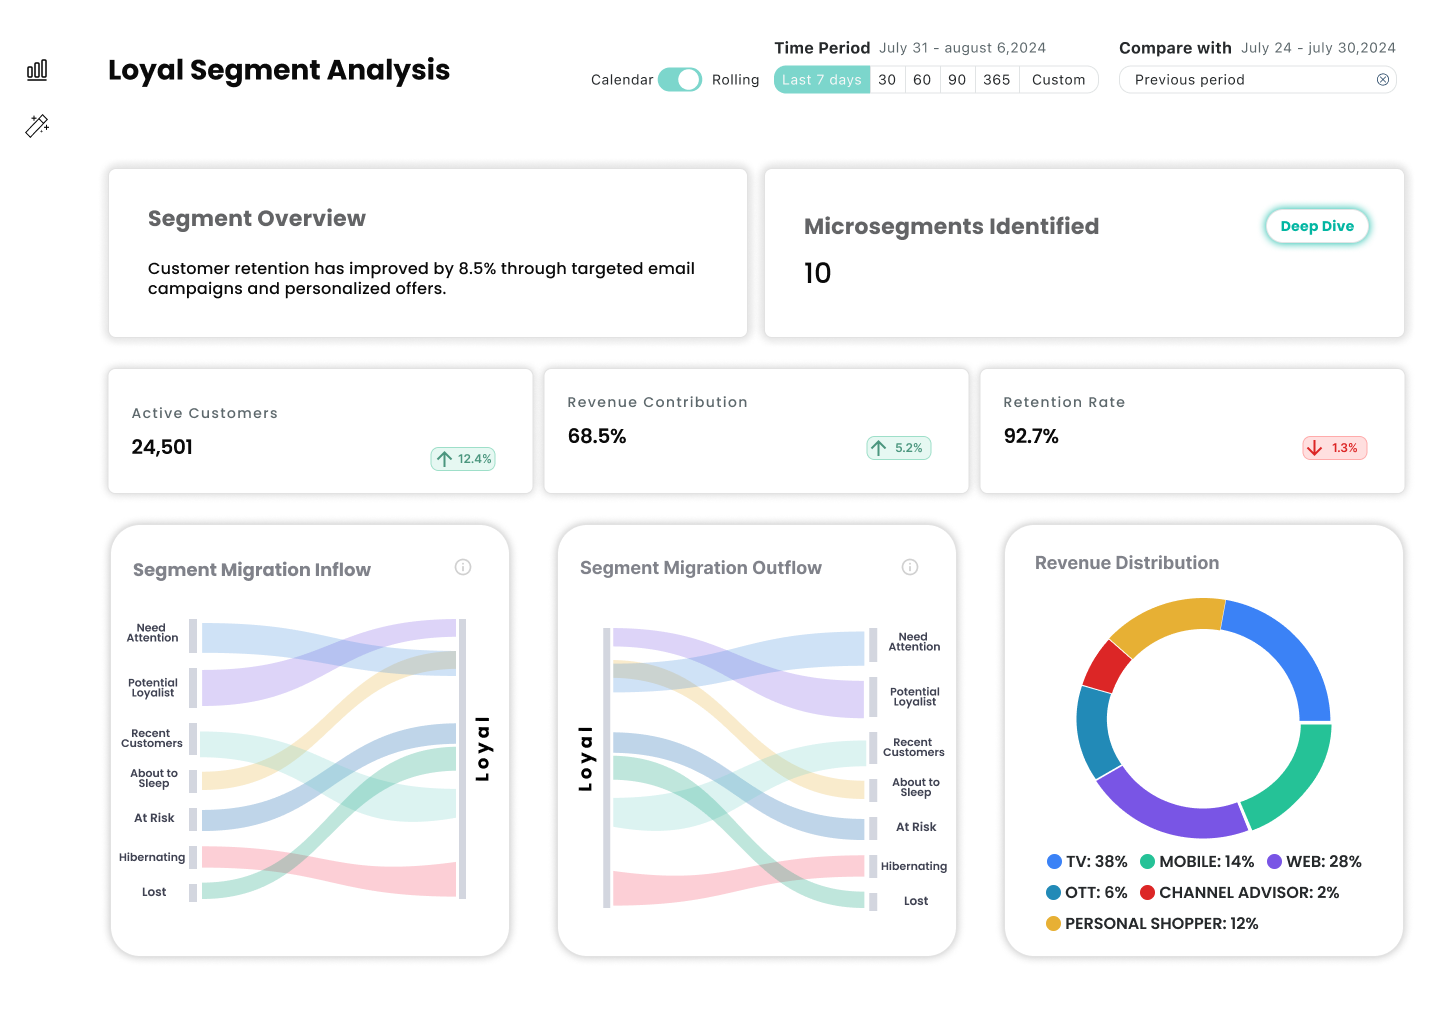 Loyal Segment Analysis
Calendar
Rolling
Time Period July 31 - august 6,2024
Last 7 days 30 60 90 365 Custom
Compare with July 24 - july 30,2024
Previous period
Segment Overview
Customer retention has improved by 8.5% through targeted email
campaigns and personalized offers.
Microsegments Identified
Deep Dive
10
Active Customers
24,501
12.4%
Revenue Contribution
68.5%
5.2%
Retention Rate
92.7%
1.3%
Segment Migration Inflow
Need
Attention
Potential
Loyalist
Recent
Customers
About to
Sleep
At Risk
Hibernating
Lost
Loyal
Segment Migration Outflow
Loyal
Need
Attention
Potential
Loyalist
Recent
Customers
About to
Sleep
At Risk
Hibernating
Lost
Revenue Distribution
TV: 38% MOBILE: 14% WEB: 28%
OTT: 6% CHANNEL ADVISOR: 2%
PERSONAL SHOPPER: 12%